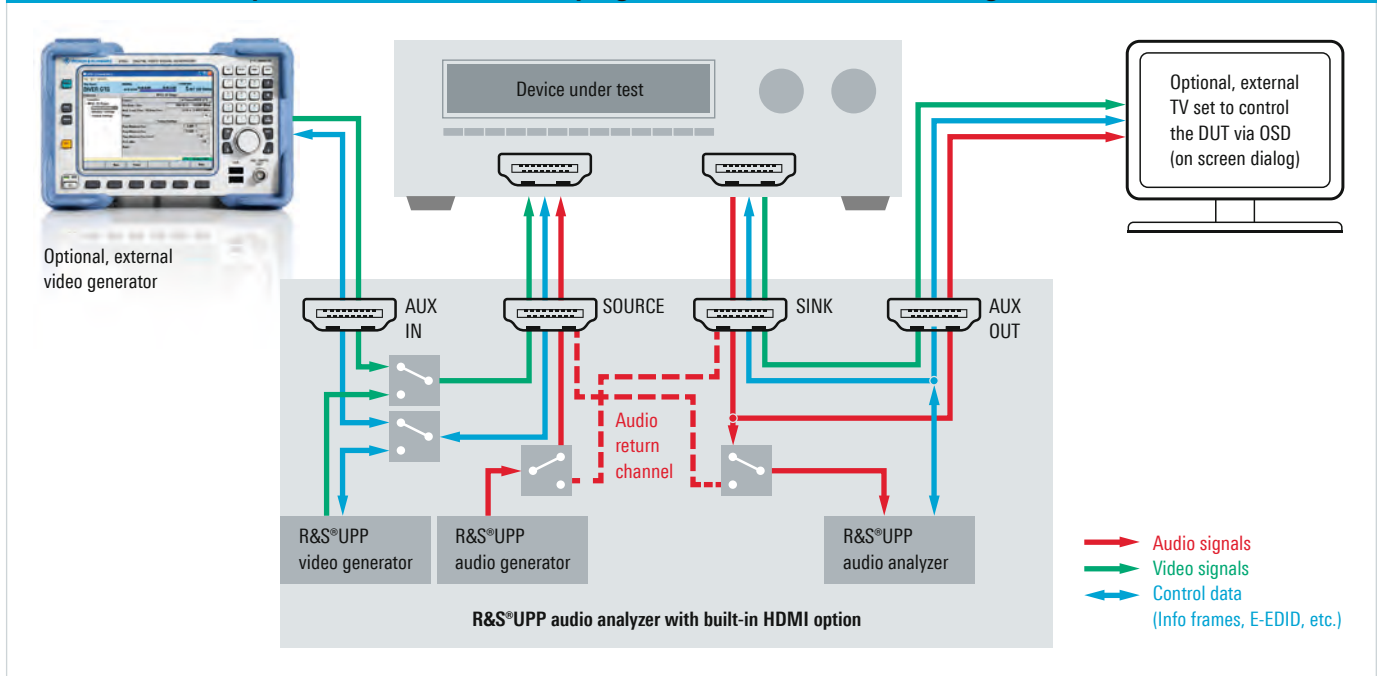 Device under test
Optional, external
TV set to control
the DUT via OSD
(on screen dialog)
Optional, external
video generator
AUX
IN
SOURCE
SINK
AUX
OUT
Audio
return
channel
R&S®UPP
video generator
R&S®UPP
audio generator
R&S®UPP
audio analyzer
R&S®UPP audio analyzer with built-in HDMI option
Audio signals
Video signals
Control data
(Info frames, E-EDID, etc.)